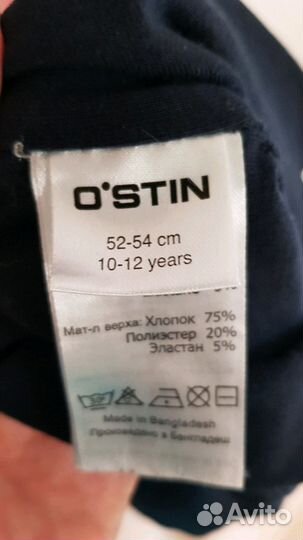 O'STIN
52-54 cm
10-12 years
Мат-л верха: Хлопок 75%
Полиэстер 20%
Эластан 5%
Made in Bangladesh
Произведено в Бангладеш
Avito